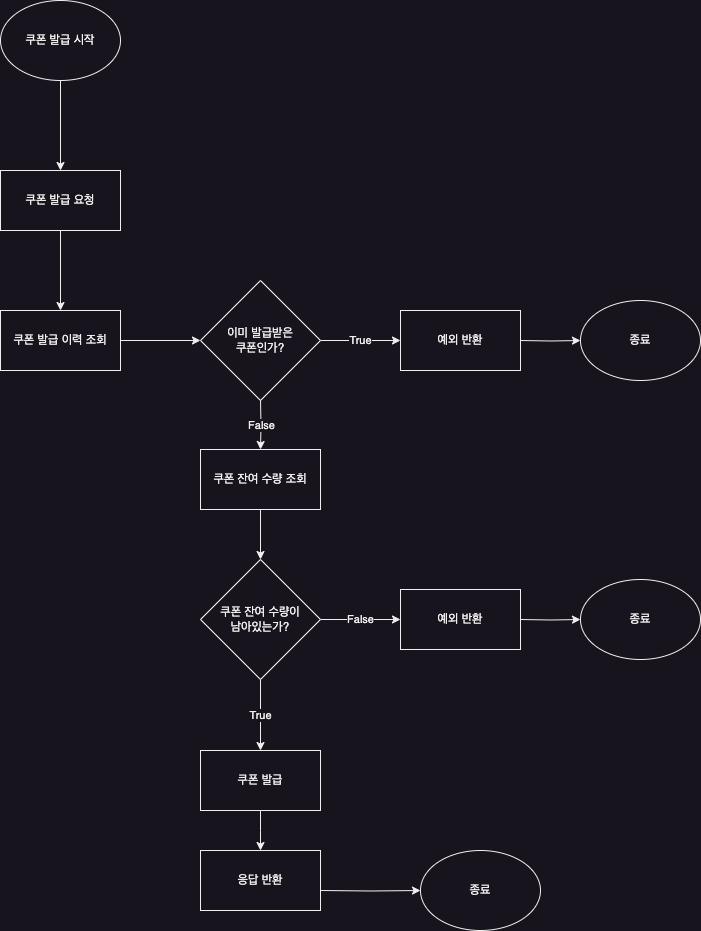 쿠폰 발급 시작
쿠폰 발급 요청
쿠폰 발급 이력 조회
이미 발급받은
쿠폰인가?
True
예외 반환
종료
False
쿠폰 잔여 수량 조회
쿠폰 잔여 수량이
남아있는가?
False
예외 반환
종료
True
쿠폰 발급
응답 반환
종료